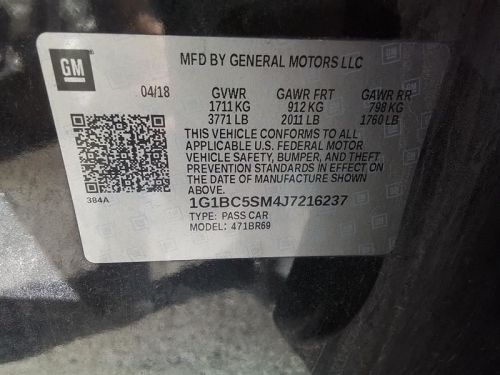 GM
MFD BY GENERAL MOTORS LLC
04/18 GVWR GAWR FRT GAWR RR
1711 KG 912 KG 798 KG
3771 LB 2011 LB 1760 LB
THIS VEHICLE CONFORMS TO ALL
APPLICABLE U.S. FEDERAL MOTOR
VEHICLE SAFETY, BUMPER, AND THEFT
PREVENTION STANDARDS IN EFFECT ON THE
DATE OF MANUFACTURE SHOWN ABOVE.
384A
1G1BC5SM4J7216237
TYPE: PASS CAR
MODEL: 471BR69